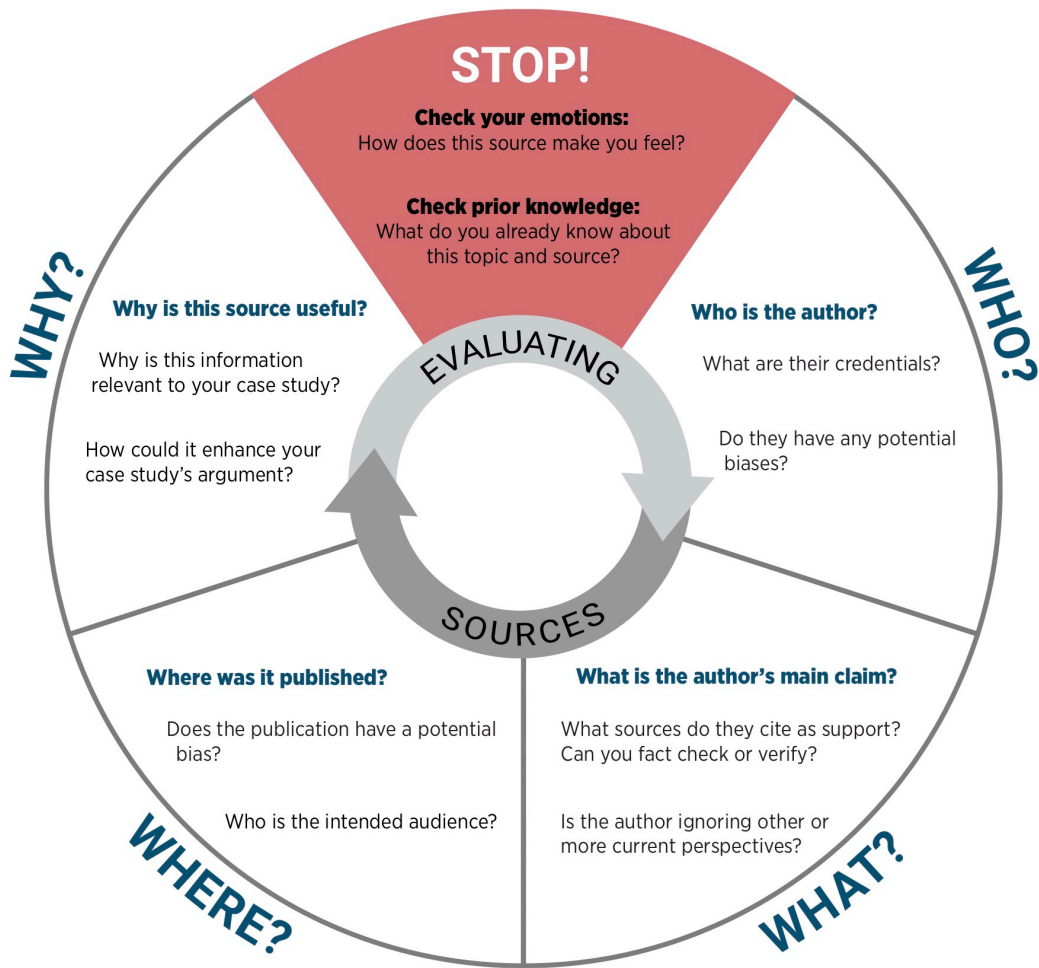 STOP!
Check your emotions:
How does this source make you feel?
Check prior knowledge:
What do you already know about
this topic and source?
WHO?
Who is the author?
What are their credentials?
Do they have any potential
biases?
WHAT?
What is the author’s main claim?
What sources do they cite as support?
Can you fact check or verify?
Is the author ignoring other or
more current perspectives?
WHERE?
Where was it published?
Does the publication have a potential
bias?
Who is the intended audience?
WHY?
Why is this source useful?
Why is this information
relevant to your case study?
How could it enhance your
case study’s argument?
EVALUATING
SOURCES